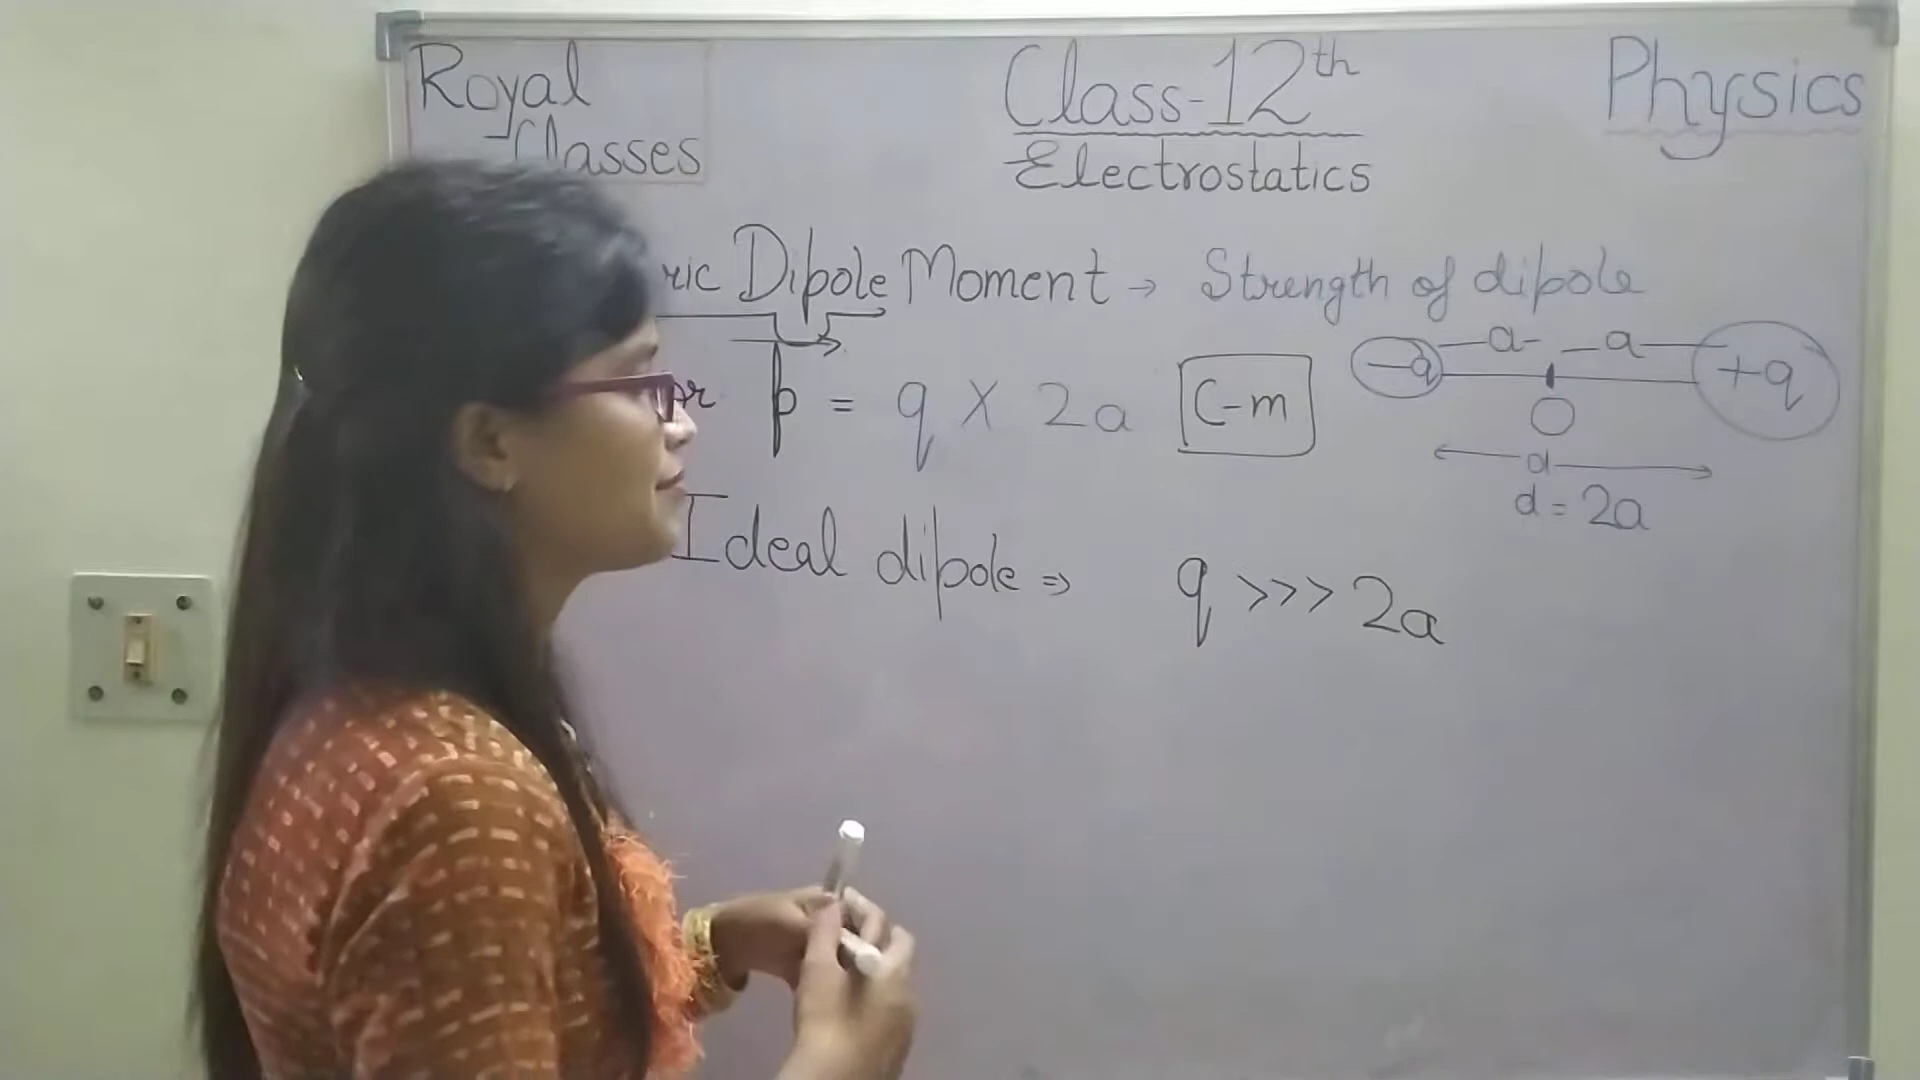 Royal
Classes
Class-12th
Physics
Electrostatics
ric Dipole Moment → Strength of dipole
p = q X 2a
C-m
-q
-a- -a-
+q
O
d
d = 2a
Ideal dipole ⇒ q >>> 2a